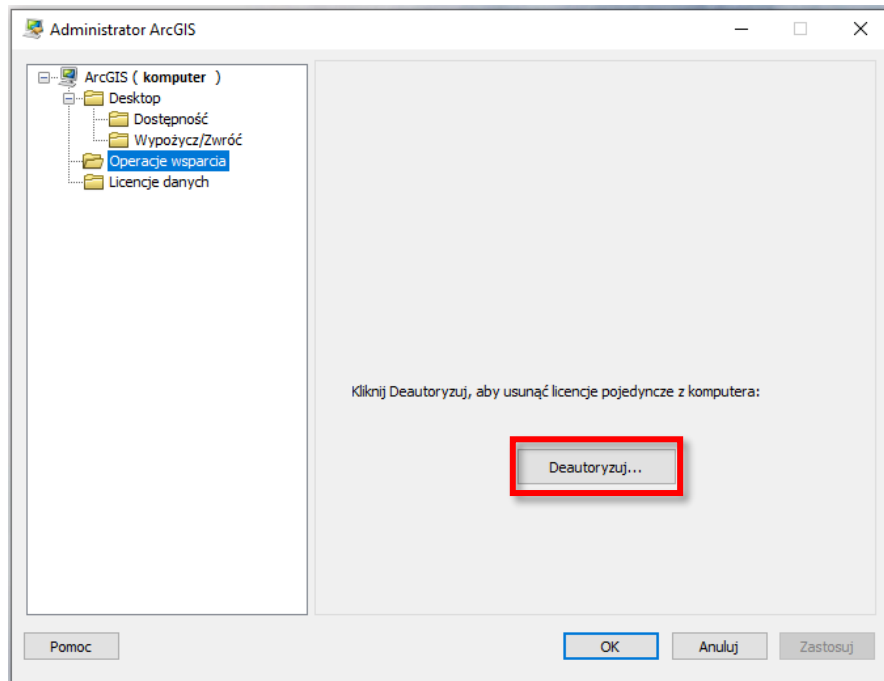 Administrator ArcGIS
ArcGIS ( komputer )
Desktop
Dostępność
Wypożycz/Zwróć
Operacje wsparcia
Licencje danych
Kliknij Deautoryzuj, aby usunąć licencje pojedyncze z komputera:
Deautoryzuj...
Pomoc
OK
Anuluj
Zastosuj